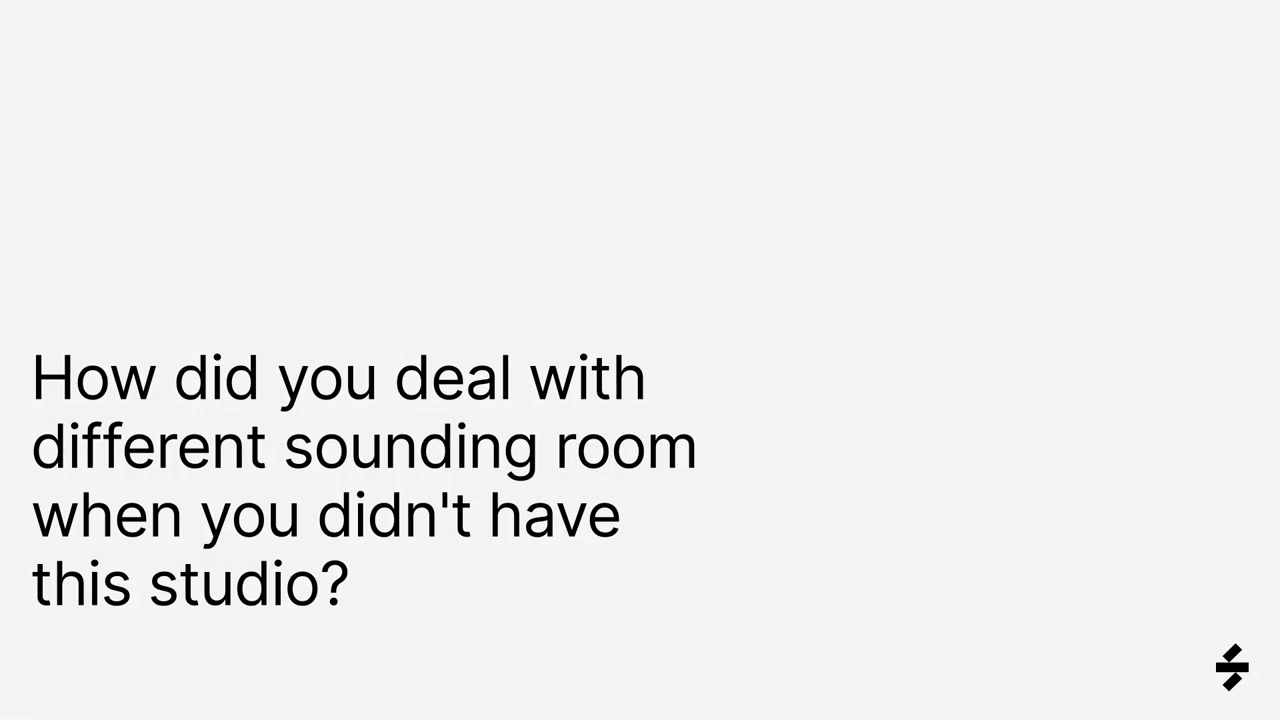 How did you deal with
different sounding room
when you didn't have
this studio?